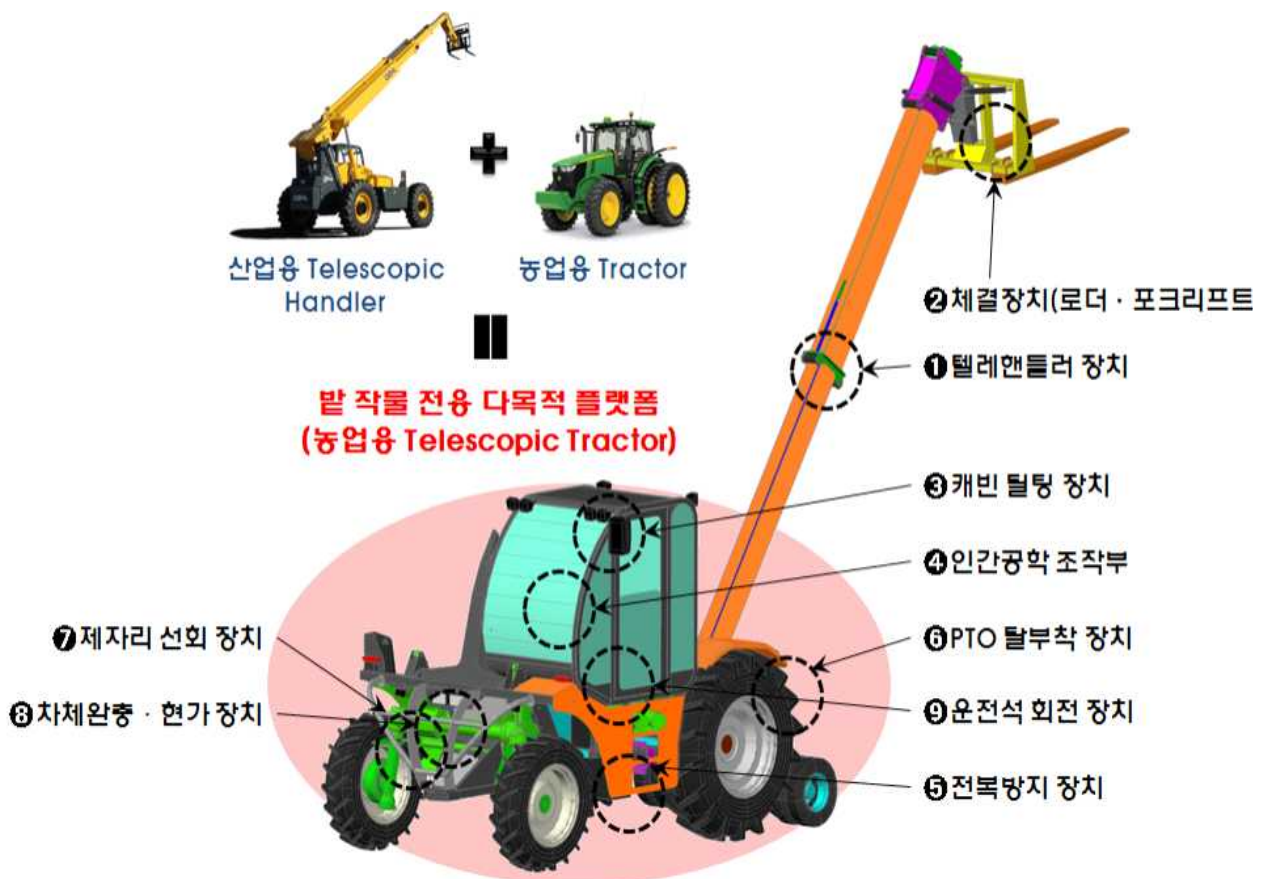 산업용 Telescopic
Handler
농업용 Tractor
밭 작물 전용 다목적 플랫폼
(농업용 Telescopic Tractor)
❷체결장치(로더 · 포크리프트
❶텔레핸들러 장치
❸캐빈 틸팅 장치
❹인간공학 조작부
❼제자리 선회 장치
❻PTO 탈부착 장치
❽차체완충 · 현가 장치
❾운전석 회전 장치
❺전복방지 장치